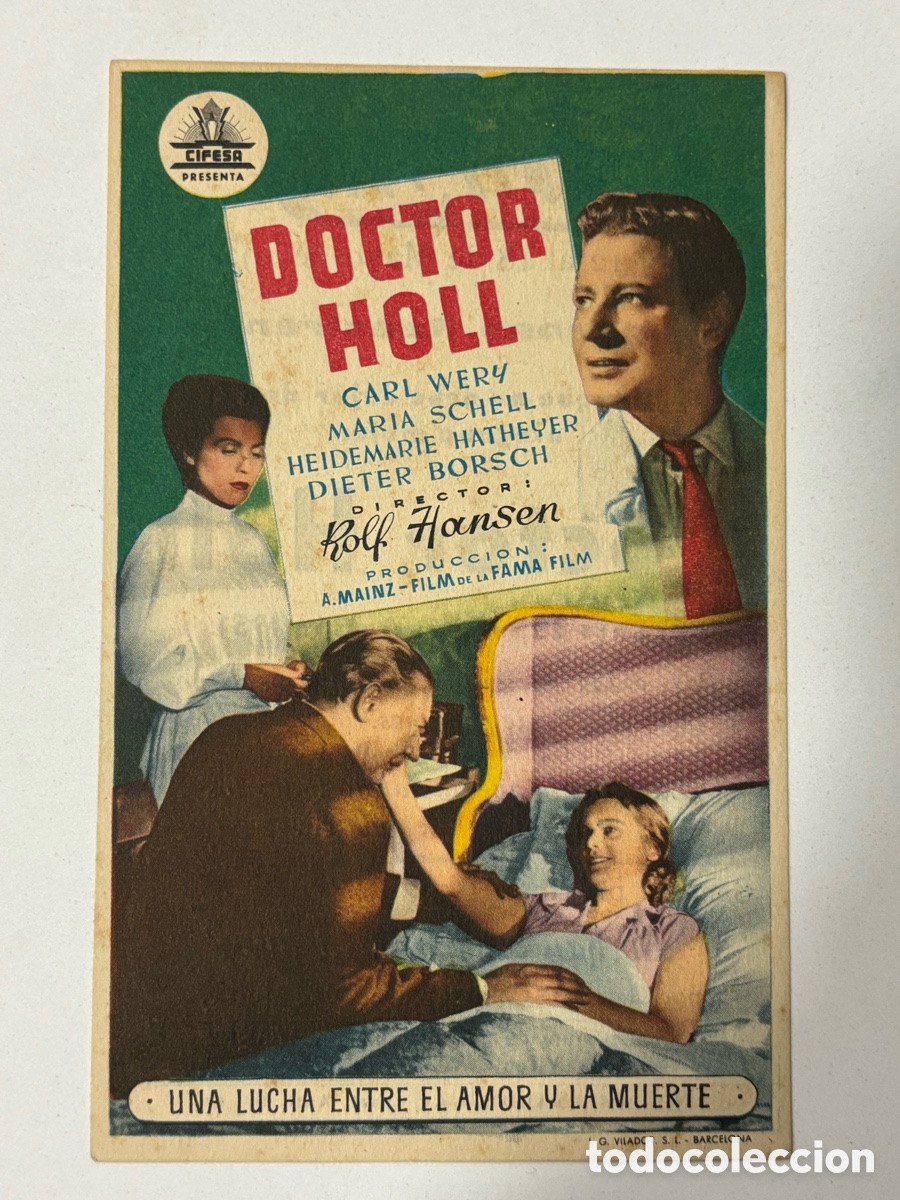 CIFESA
PRESENTA
DOCTOR
HOLL
CARL WERY
MARIA SCHELL
HEIDEMARIE HATHEYER
DIETER BORSCH
DIRECTOR:
Rolf Hansen
PRODUCCION:
A. MAINZ-FILM DE LA FAMA FILM
· UNA LUCHA ENTRE EL AMOR Y LA MUERTE ·
G. VILADOT. S. L. - BARCELONA
todocoleccion